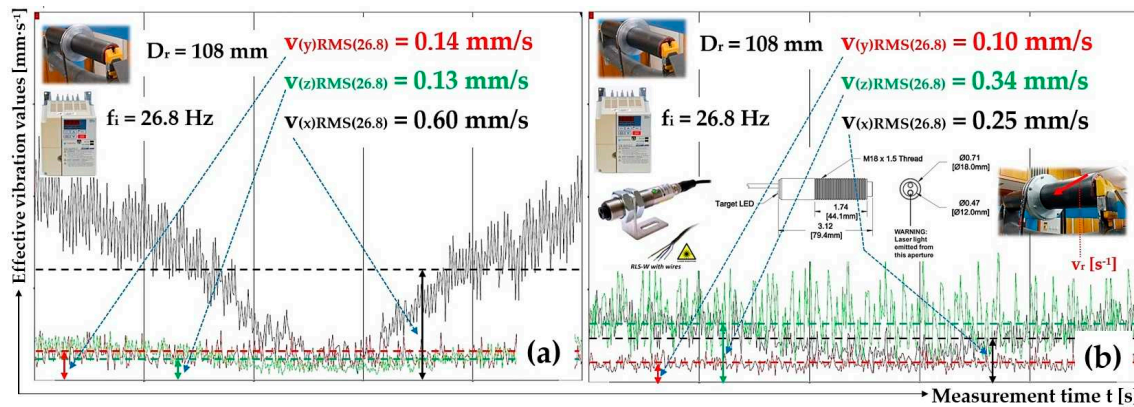 Effective vibration values [mm·s⁻¹]
Dᵣ = 108 mm
fᵢ = 26.8 Hz
v(y)RMS(26.8) = 0.14 mm/s
v(z)RMS(26.8) = 0.13 mm/s
v(x)RMS(26.8) = 0.60 mm/s
(a)
Dᵣ = 108 mm
fᵢ = 26.8 Hz
v(y)RMS(26.8) = 0.10 mm/s
v(z)RMS(26.8) = 0.34 mm/s
v(x)RMS(26.8) = 0.25 mm/s
M18 x 1.5 Thread
Ø0.71
[Ø18.0mm]
Target LED
1.74
[44.1mm]
3.12
[79.4mm]
Ø0.47
[Ø12.0mm]
WARNING:
Laser light
emitted from
this aperture
RLS-W with wires
vᵣ [s⁻¹]
(b)
Measurement time t [s]